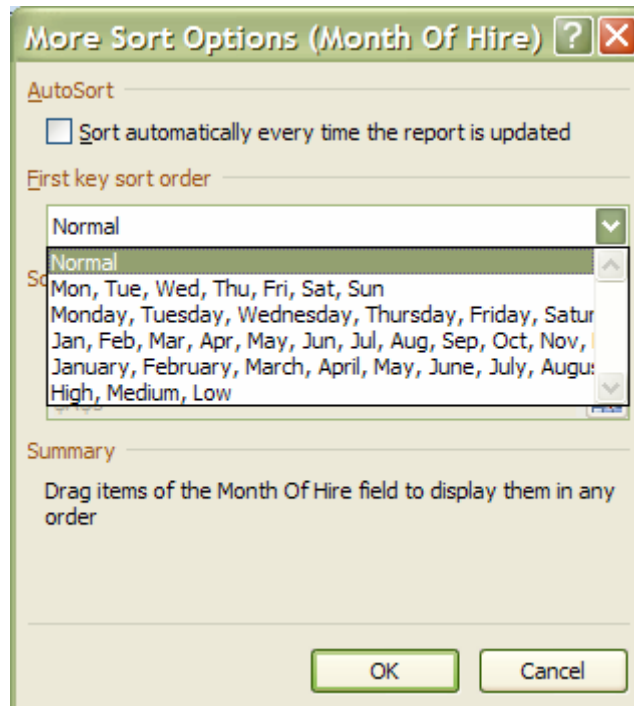 More Sort Options (Month Of Hire)
AutoSort
Sort automatically every time the report is updated
First key sort order
Normal
Normal
Mon, Tue, Wed, Thu, Fri, Sat, Sun
Monday, Tuesday, Wednesday, Thursday, Friday, Satur
Jan, Feb, Mar, Apr, May, Jun, Jul, Aug, Sep, Oct, Nov,
January, February, March, April, May, June, July, Augu
High, Medium, Low
Summary
Drag items of the Month Of Hire field to display them in any
order
OK Cancel